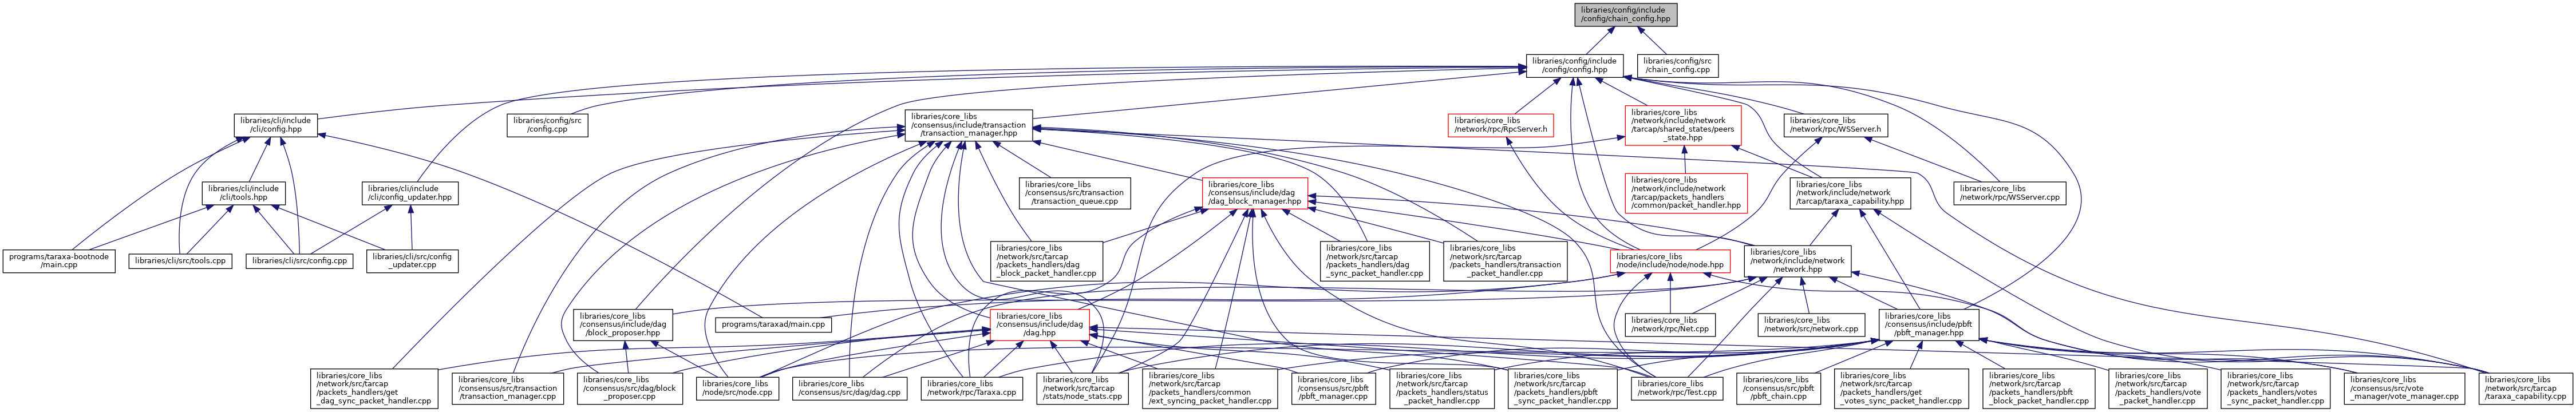 libraries/config/include
/config/chain_config.hpp
libraries/config/include
/config/config.hpp
libraries/config/src
/chain_config.cpp
libraries/cli/include
/cli/config.hpp
libraries/config/src
/config.cpp
libraries/core_libs
/consensus/include/transaction
/transaction_manager.hpp
libraries/core_libs
/network/rpc/RpcServer.h
libraries/core_libs
/network/include/network
/tarcap/shared_states/peers
_state.hpp
libraries/core_libs
/network/rpc/WSServer.h
libraries/cli/include
/cli/tools.hpp
libraries/cli/include
/cli/config_updater.hpp
libraries/core_libs
/consensus/src/transaction
/transaction_queue.cpp
libraries/core_libs
/consensus/include/dag
/dag_block_manager.hpp
libraries/core_libs
/network/include/network
/tarcap/packets_handlers
/common/packet_handler.hpp
libraries/core_libs
/network/include/network
/tarcap/taraxa_capability.hpp
libraries/core_libs
/network/rpc/WSServer.cpp
programs/taraxa-bootnode
/main.cpp
libraries/cli/src/tools.cpp
libraries/cli/src/config.cpp
libraries/cli/src/config
_updater.cpp
libraries/core_libs
/network/src/tarcap
/packets_handlers/dag
_block_packet_handler.cpp
libraries/core_libs
/network/src/tarcap
/packets_handlers/dag
_sync_packet_handler.cpp
libraries/core_libs
/network/src/tarcap
/packets_handlers/transaction
_packet_handler.cpp
libraries/core_libs
/node/include/node/node.hpp
libraries/core_libs
/network/include/network
/network.hpp
libraries/core_libs
/consensus/include/dag
/block_proposer.hpp
programs/taraxad/main.cpp
libraries/core_libs
/consensus/include/dag
/dag.hpp
libraries/core_libs
/network/rpc/Net.cpp
libraries/core_libs
/network/src/network.cpp
libraries/core_libs
/consensus/include/pbft
/pbft_manager.hpp
libraries/core_libs
/network/src/tarcap
/packets_handlers/get
_dag_sync_packet_handler.cpp
libraries/core_libs
/consensus/src/transaction
/transaction_manager.cpp
libraries/core_libs
/consensus/src/dag/block
_proposer.cpp
libraries/core_libs
/node/src/node.cpp
libraries/core_libs
/consensus/src/dag/dag.cpp
libraries/core_libs
/network/rpc/Taraxa.cpp
libraries/core_libs
/network/src/tarcap
/stats/node_stats.cpp
libraries/core_libs
/network/src/tarcap
/packets_handlers/common
/ext_syncing_packet_handler.cpp
libraries/core_libs
/consensus/src/pbft
/pbft_manager.cpp
libraries/core_libs
/network/src/tarcap
/packets_handlers/status
_packet_handler.cpp
libraries/core_libs
/network/src/tarcap
/packets_handlers/pbft
_sync_packet_handler.cpp
libraries/core_libs
/network/rpc/Test.cpp
libraries/core_libs
/consensus/src/pbft
/pbft_chain.cpp
libraries/core_libs
/network/src/tarcap
/packets_handlers/get
_votes_sync_packet_handler.cpp
libraries/core_libs
/network/src/tarcap
/packets_handlers/pbft
_block_packet_handler.cpp
libraries/core_libs
/network/src/tarcap
/packets_handlers/vote
_packet_handler.cpp
libraries/core_libs
/network/src/tarcap
/packets_handlers/votes
_sync_packet_handler.cpp
libraries/core_libs
/consensus/src/vote
_manager/vote_manager.cpp
libraries/core_libs
/network/src/tarcap
/taraxa_capability.cpp